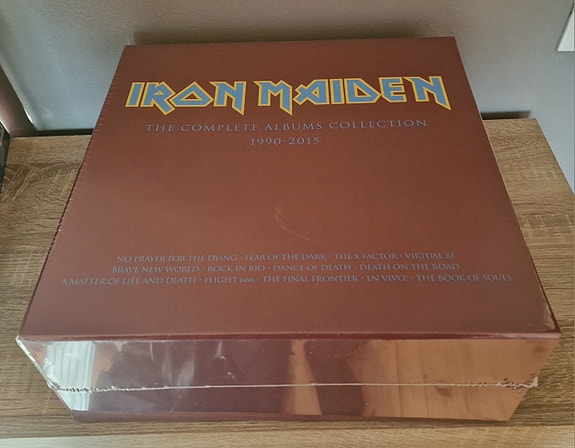 IRON MAIDEN
THE COMPLETE ALBUMS COLLECTION
1990-2015
NO PRAYER FOR THE DYING · FEAR OF THE DARK · THE X FACTOR · VIRTUAL XI
BRAVE NEW WORLD · ROCK IN RIO · DANCE OF DEATH · DEATH ON THE ROAD
A MATTER OF LIFE AND DEATH · FLIGHT 666 · THE FINAL FRONTIER · EN VIVO! · THE BOOK OF SOULS